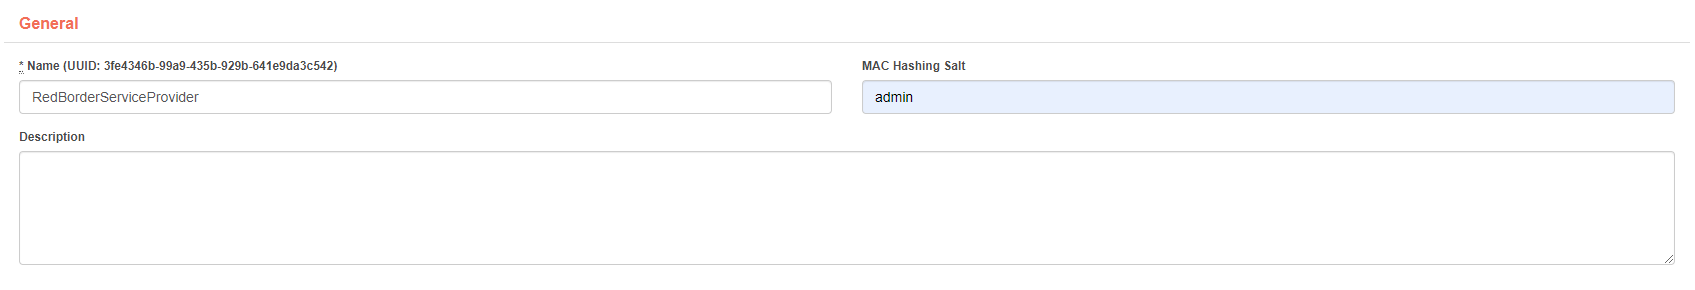 General
* Name (UUID: 3fe4346b-99a9-435b-929b-641e9da3c542)
MAC Hashing Salt
RedBorderServiceProvider
admin
Description